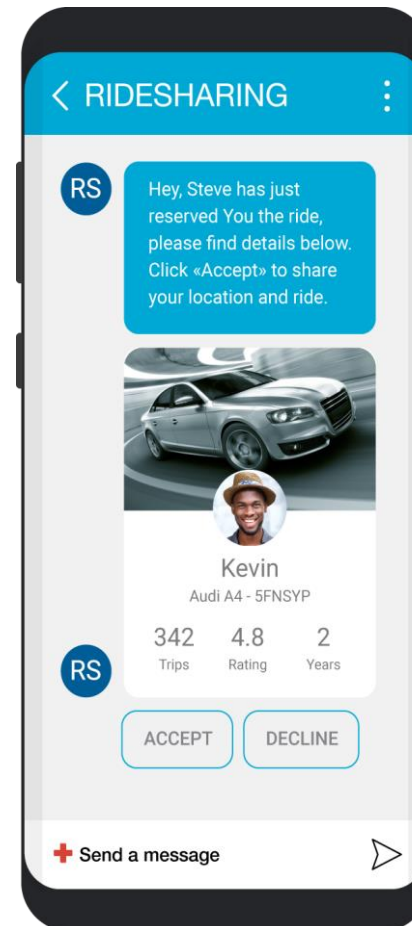 RIDESHARING
RS
Hey, Steve has just
reserved You the ride,
please find details below.
Click «Accept» to share
your location and ride.
Kevin
Audi A4 - 5FNSYP
342 4.8 2
Trips Rating Years
RS
ACCEPT DECLINE
Send a message